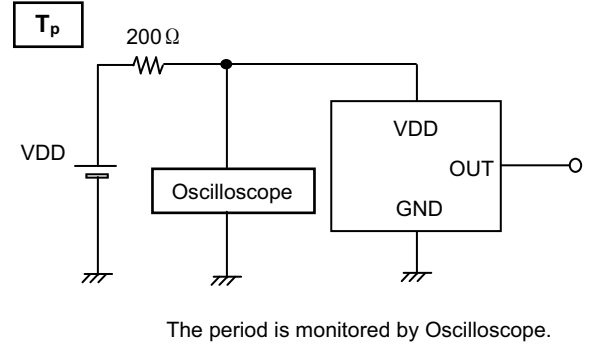 Tp
200Ω
VDD
Oscilloscope
VDD
OUT
GND
The period is monitored by Oscilloscope.